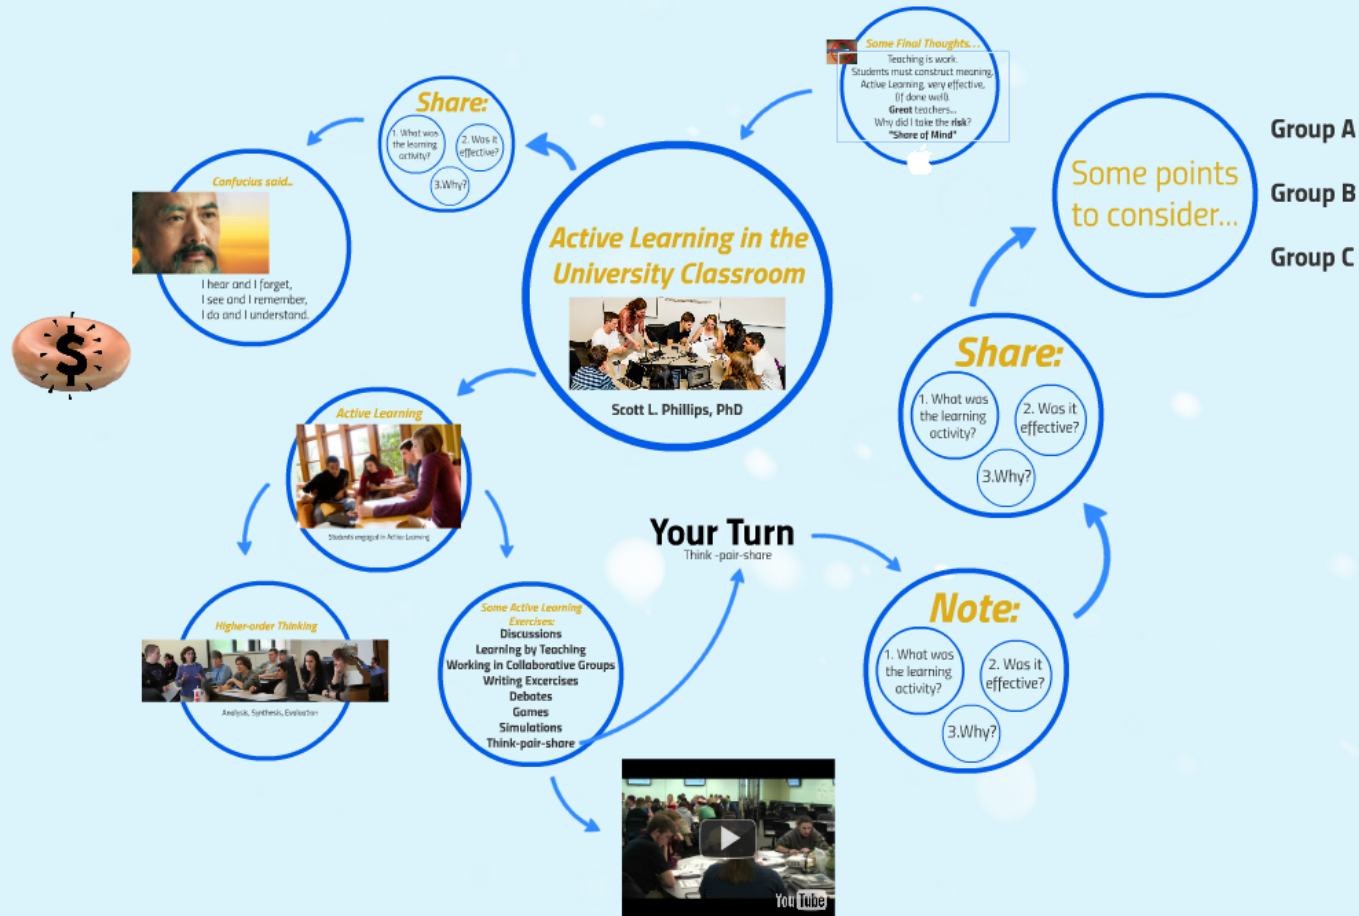 Active Learning in the
University Classroom
Scott L. Phillips, PhD
Share:
1. What was
the learning
activity?
2. Was it
effective?
3.Why?
Confucius said...
I hear and I forget,
I see and I remember,
I do and I understand.
$
Active Learning
Students engaged in Active Learning
Higher-order Thinking
Analysis, Synthesis, Evaluation
Some Active Learning
Exercises:
Discussions
Learning by Teaching
Working in Collaborative Groups
Writing Excercises
Debates
Games
Simulations
Think-pair-share
YouTube
Your Turn
Think -pair-share
Note:
1. What was
the learning
activity?
2. Was it
effective?
3.Why?
Share:
1. What was
the learning
activity?
2. Was it
effective?
3.Why?
Some points
to consider...
Group A
Group B
Group C
Some Final Thoughts...
Teaching is work.
Students must construct meaning.
Active Learning, very effective,
(if done well).
Great teachers...
Why did I take the risk?
"Share of Mind"